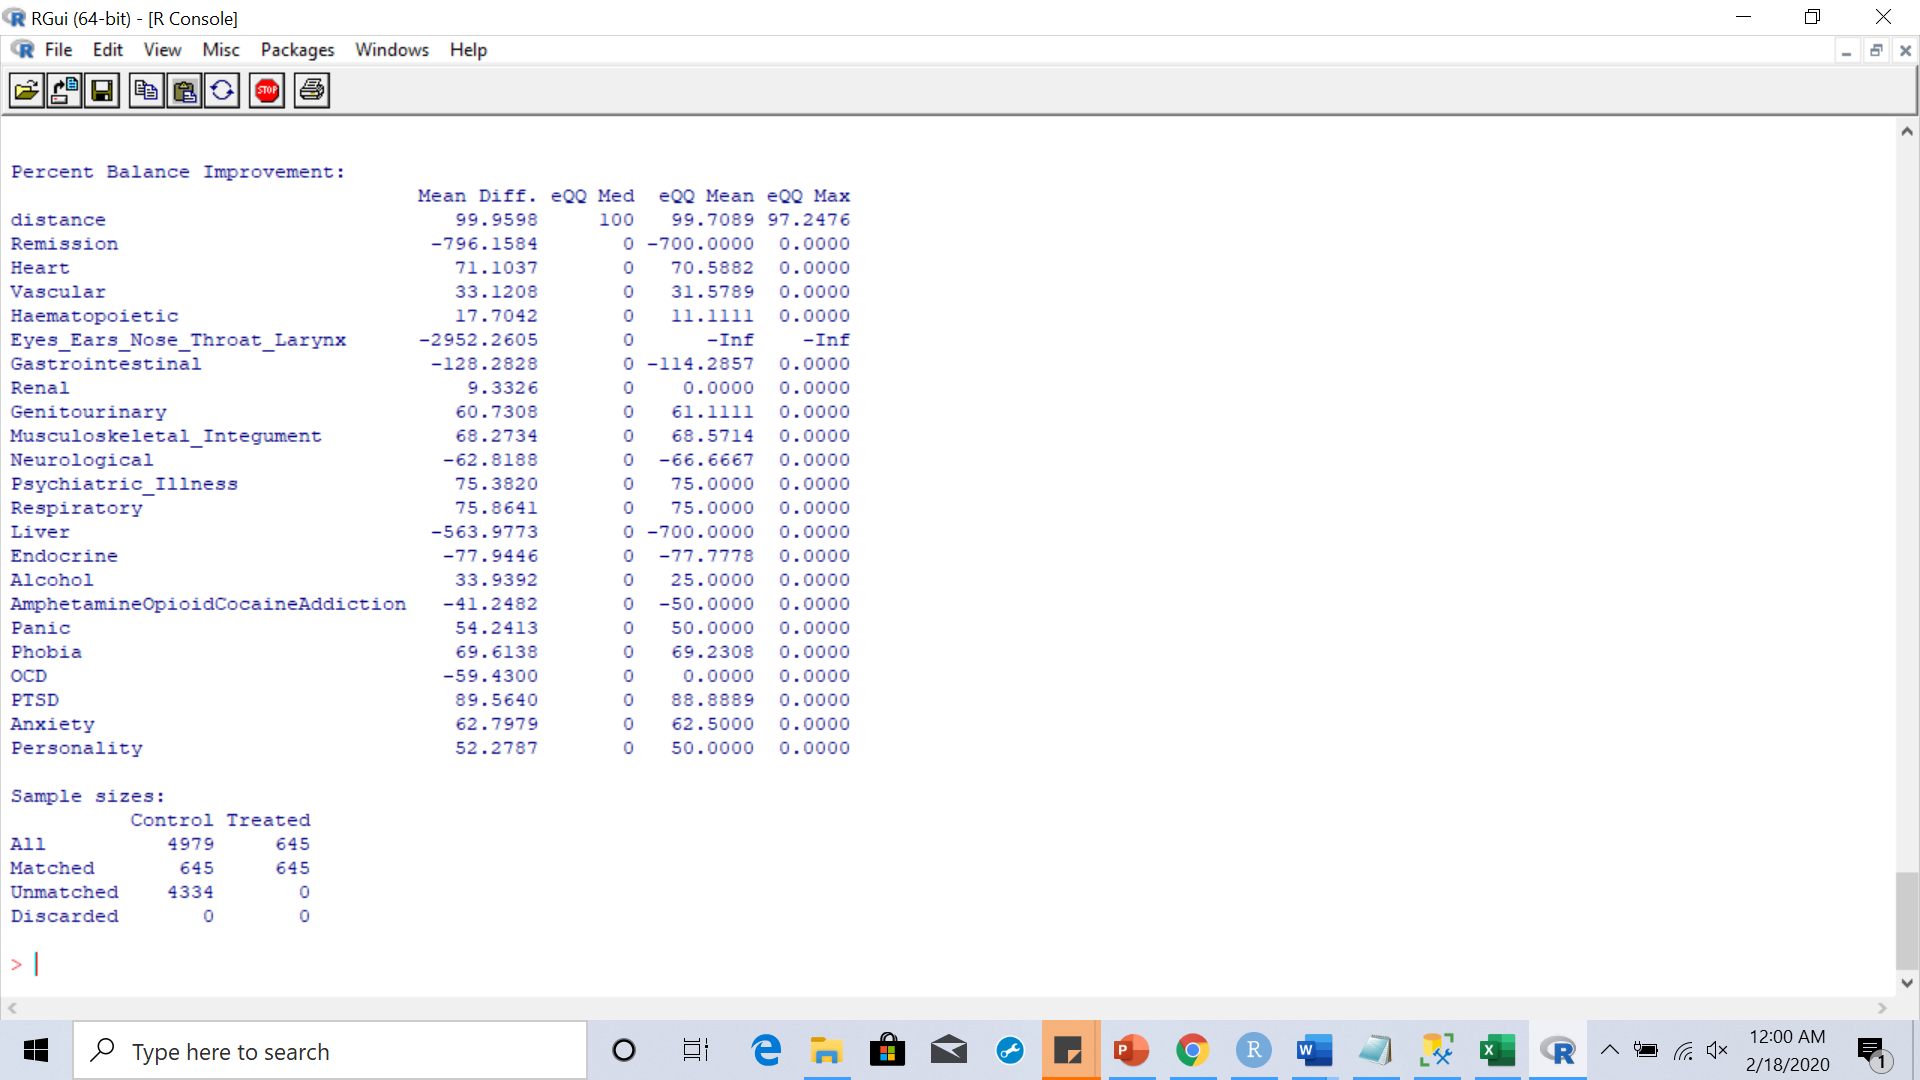 RGui (64-bit) - [R Console]
File Edit View Misc Packages Windows Help
STOP
Percent Balance Improvement:
Mean Diff. eQQ Med eQQ Mean eQQ Max
distance 99.9598 100 99.7089 97.2476
Remission -796.1584 0 -700.0000 0.0000
Heart 71.1037 0 70.5882 0.0000
Vascular 33.1208 0 31.5789 0.0000
Haematopoietic 17.7042 0 11.1111 0.0000
Eyes_Ears_Nose_Throat_Larynx -2952.2605 0 -Inf -Inf
Gastrointestinal -128.2828 0 -114.2857 0.0000
Renal 9.3326 0 0.0000 0.0000
Genitourinary 60.7308 0 61.1111 0.0000
Musculoskeletal_Integument 68.2734 0 68.5714 0.0000
Neurological -62.8188 0 -66.6667 0.0000
Psychiatric_Illness 75.3820 0 75.0000 0.0000
Respiratory 75.8641 0 75.0000 0.0000
Liver -563.9773 0 -700.0000 0.0000
Endocrine -77.9446 0 -77.7778 0.0000
Alcohol 33.9392 0 25.0000 0.0000
AmphetamineOpioidCocaineAddiction -41.2482 0 -50.0000 0.0000
Panic 54.2413 0 50.0000 0.0000
Phobia 69.6138 0 69.2308 0.0000
OCD -59.4300 0 0.0000 0.0000
PTSD 89.5640 0 88.8889 0.0000
Anxiety 62.7979 0 62.5000 0.0000
Personality 52.2787 0 50.0000 0.0000
Sample sizes:
Control Treated
All 4979 645
Matched 645 645
Unmatched 4334 0
Discarded 0 0
>
Type here to search
12:00 AM
2/18/2020
1